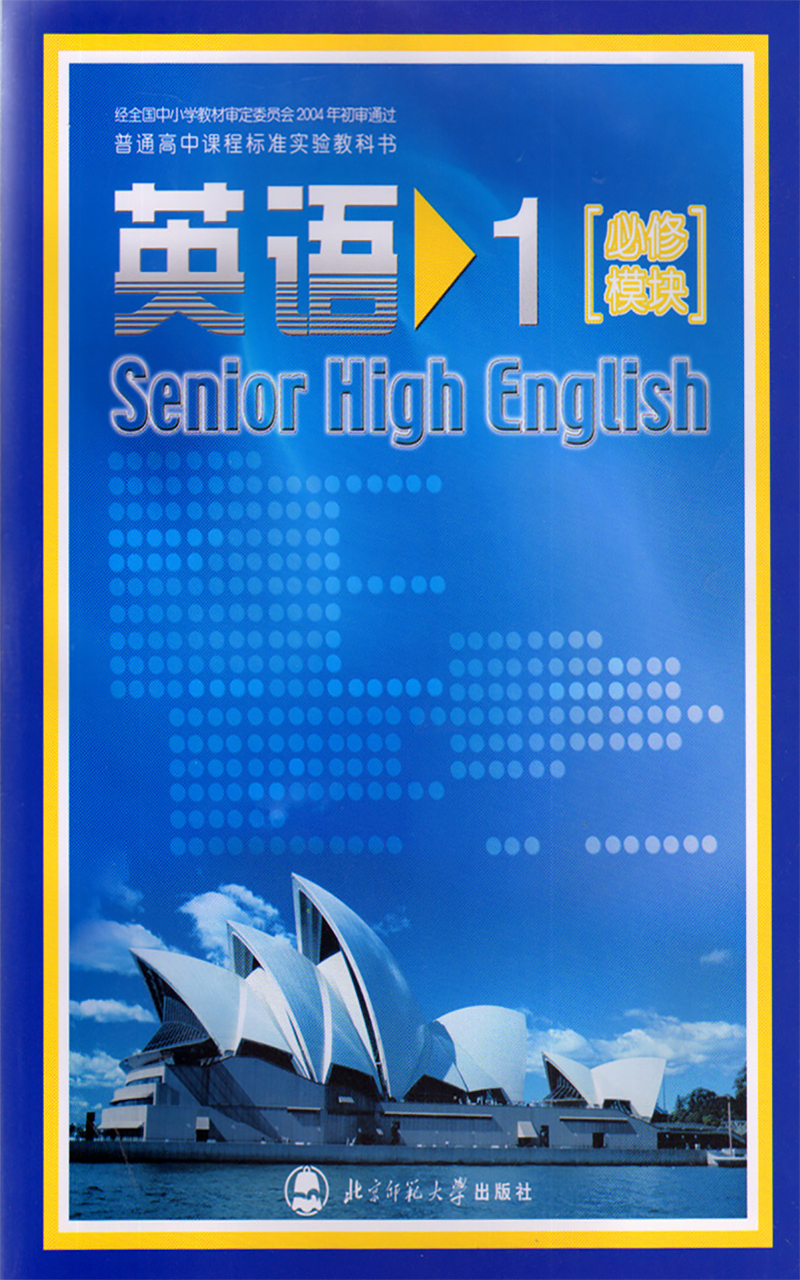 经全国中小学教材审定委员会2004年初审通过
普通高中课程标准实验教科书
英语 1 [必修模块]
Senior High English
北京师范大学出版社